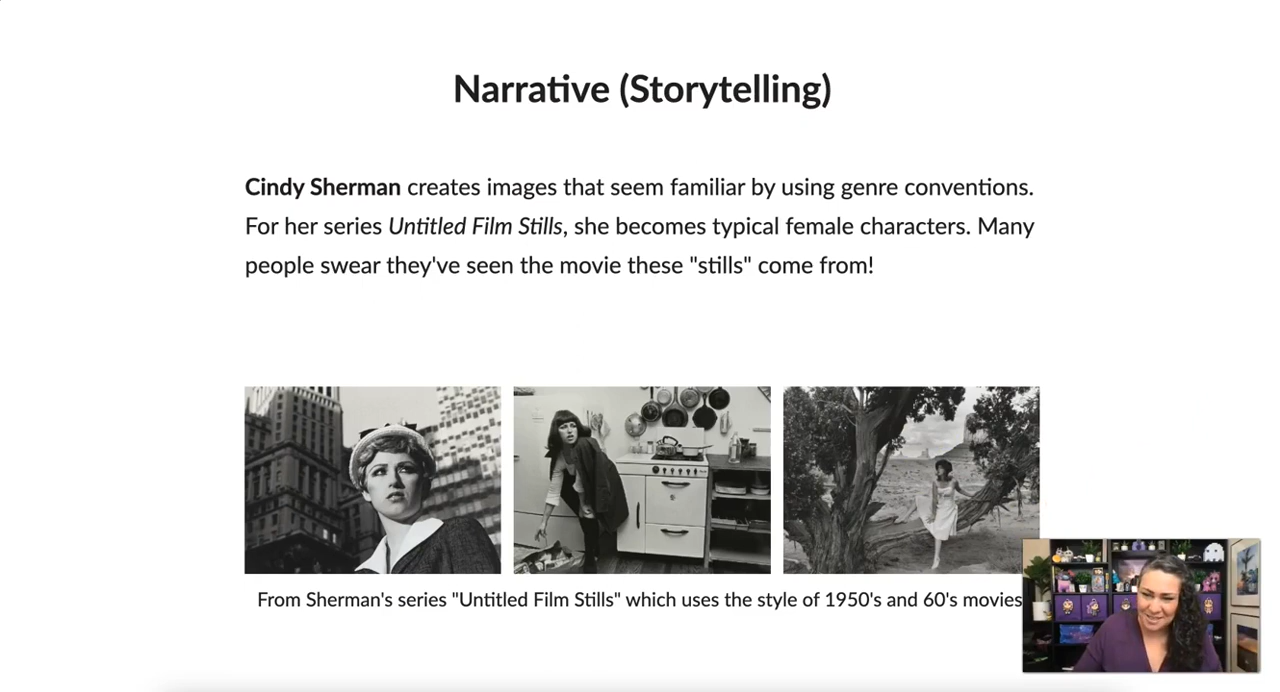 Narrative (Storytelling)
Cindy Sherman creates images that seem familiar by using genre conventions.
For her series Untitled Film Stills, she becomes typical female characters. Many
people swear they've seen the movie these "stills" come from!
From Sherman's series "Untitled Film Stills" which uses the style of 1950's and 60's movies